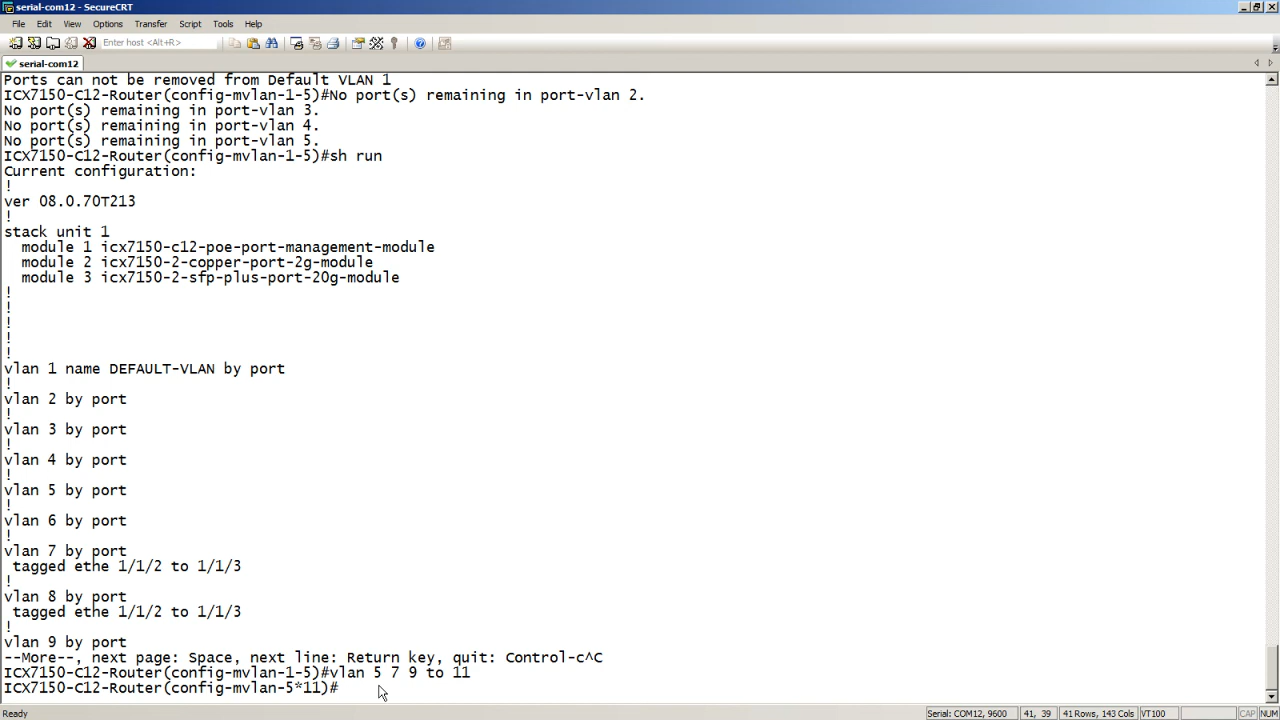 serial-com12 - SecureCRT
File Edit View Options Transfer Script Tools Help
Enter host <Alt+R>
serial-com12
Ports can not be removed from Default VLAN 1
ICX7150-C12-Router(config-mvlan-1-5)#No port(s) remaining in port-vlan 2.
No port(s) remaining in port-vlan 3.
No port(s) remaining in port-vlan 4.
No port(s) remaining in port-vlan 5.
ICX7150-C12-Router(config-mvlan-1-5)#sh run
Current configuration:
!
ver 08.0.70T213
!
stack unit 1
  module 1 icx7150-c12-poe-port-management-module
  module 2 icx7150-2-copper-port-2g-module
  module 3 icx7150-2-sfp-plus-port-20g-module
!
!
!
!
!
vlan 1 name DEFAULT-VLAN by port
!
vlan 2 by port
!
vlan 3 by port
!
vlan 4 by port
!
vlan 5 by port
!
vlan 6 by port
!
vlan 7 by port
 tagged ethe 1/1/2 to 1/1/3
!
vlan 8 by port
 tagged ethe 1/1/2 to 1/1/3
!
vlan 9 by port
--More--, next page: Space, next line: Return key, quit: Control-c^C
ICX7150-C12-Router(config-mvlan-1-5)#vlan 5 7 9 to 11
ICX7150-C12-Router(config-mvlan-5*11)#
Ready Serial: COM12, 9600 41, 39 41 Rows, 143 Cols VT100 CAP NUM